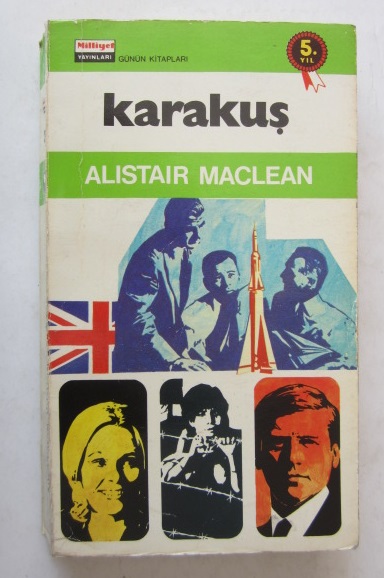 Milliyet
YAYINLARI
GÜNÜN KİTAPLARI
5.
YIL
karakuş
ALISTAIR MACLEAN